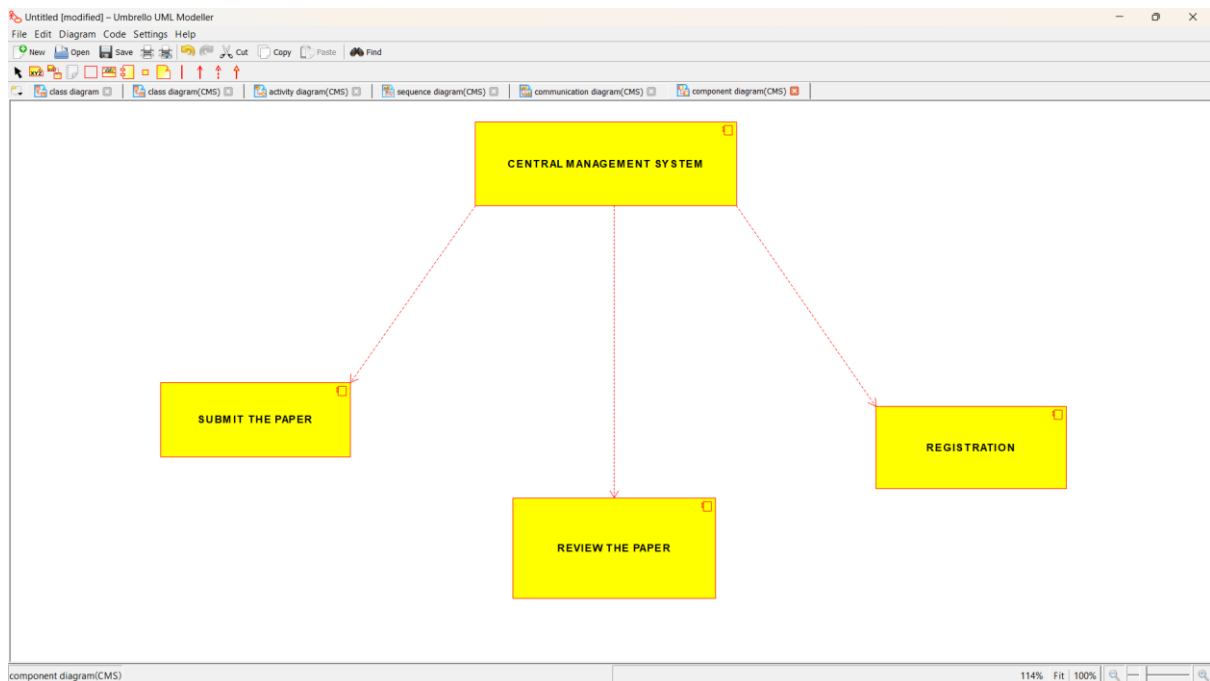 Untitled [modified] – Umbrello UML Modeller
File Edit Diagram Code Settings Help
New Open Save Cut Copy Paste Find
XYZ
class diagram class diagram(CMS) activity diagram(CMS) sequence diagram(CMS) communication diagram(CMS) component diagram(CMS)
CENTRAL MANAGEMENT SYSTEM
SUBMIT THE PAPER
REGISTRATION
REVIEW THE PAPER
component diagram(CMS) 114% Fit 100%